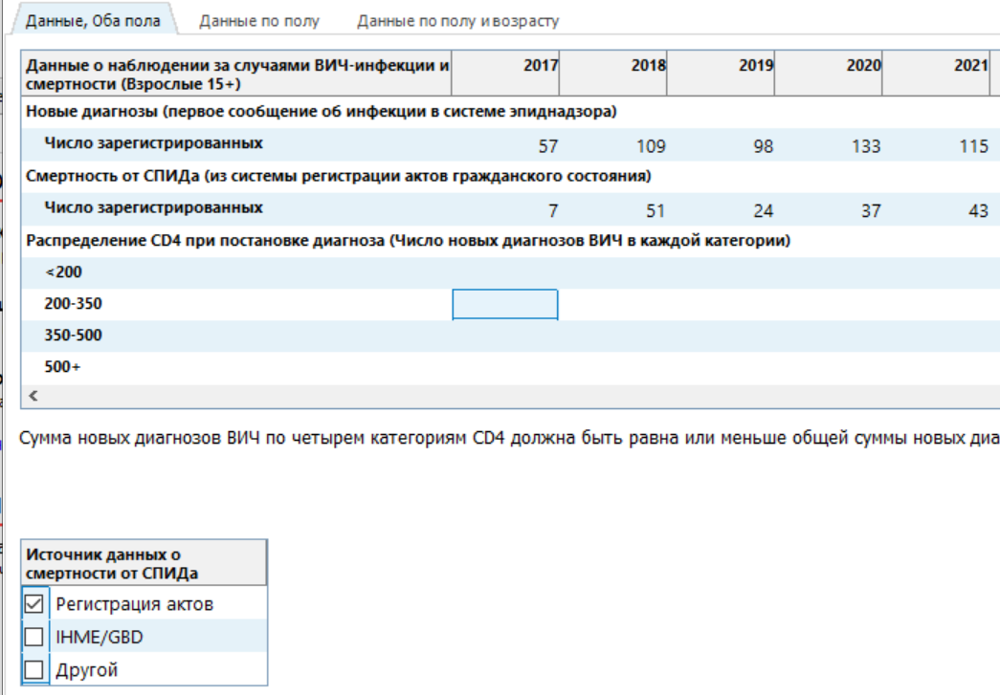 Данные, Оба пола Данные по полу Данные по полу и возрасту
Данные о наблюдении за случаями ВИЧ-инфекции и смертности (Взрослые 15+) 2017 2018 2019 2020 2021
Новые диагнозы (первое сообщение об инфекции в системе эпиднадзора)
Число зарегистрированных 57 109 98 133 115
Смертность от СПИДа (из системы регистрации актов гражданского состояния)
Число зарегистрированных 7 51 24 37 43
Распределение CD4 при постановке диагноза (Число новых диагнозов ВИЧ в каждой категории)
<200
200-350
350-500
500+
Сумма новых диагнозов ВИЧ по четырем категориям CD4 должна быть равна или меньше общей суммы новых диа
Источник данных о
смертности от СПИДа
Регистрация актов
IHME/GBD
Другой